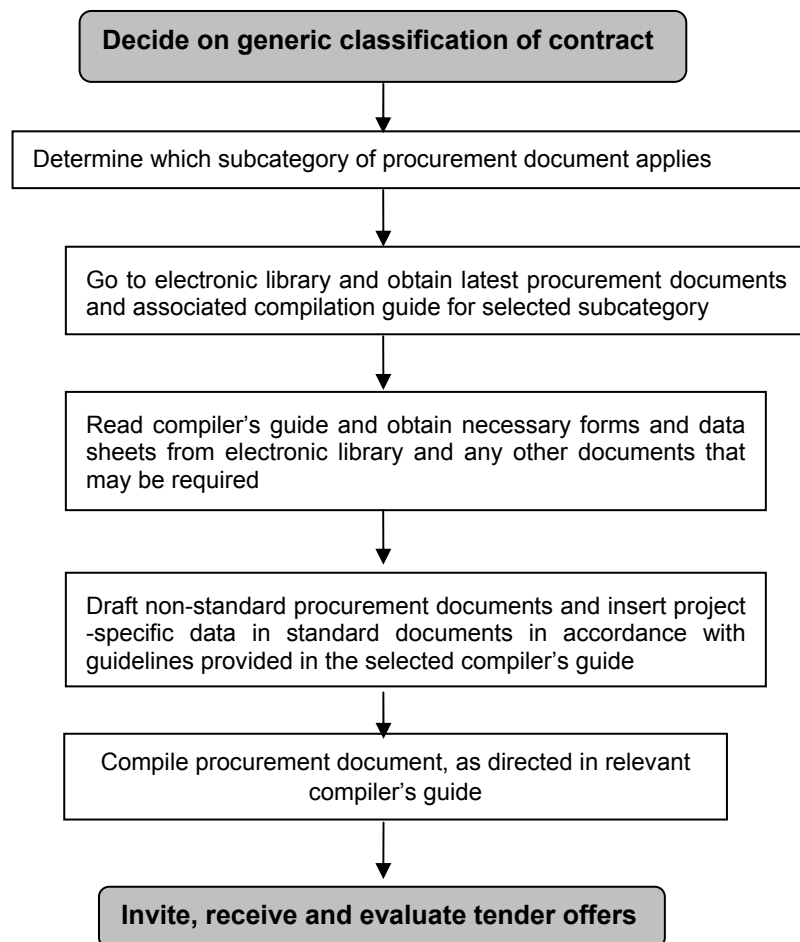 Decide on generic classification of contract
Determine which subcategory of procurement document applies
Go to electronic library and obtain latest procurement documents
and associated compilation guide for selected subcategory
Read compiler’s guide and obtain necessary forms and data
sheets from electronic library and any other documents that
may be required
Draft non-standard procurement documents and insert project
-specific data in standard documents in accordance with
guidelines provided in the selected compiler’s guide
Compile procurement document, as directed in relevant
compiler’s guide
Invite, receive and evaluate tender offers